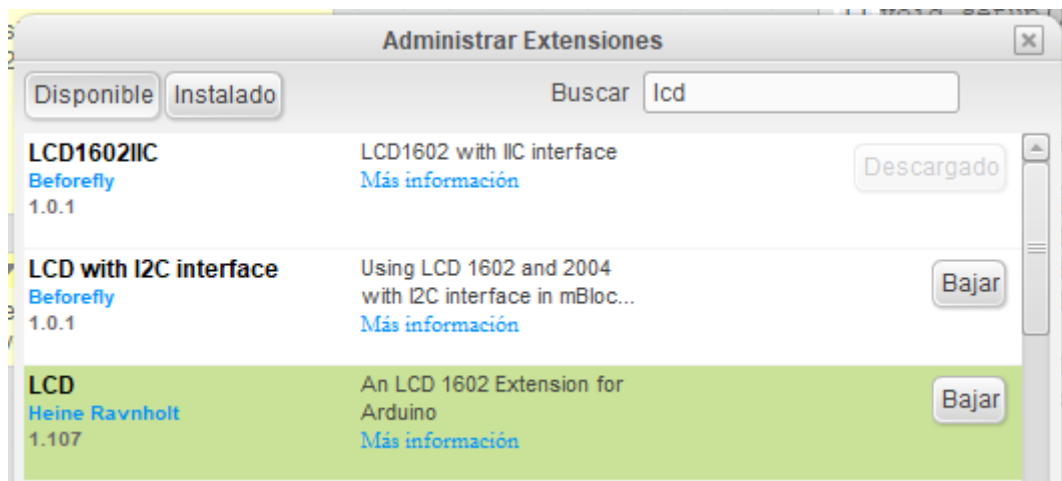 void setup(
Administrar Extensiones
Disponible Instalado Buscar lcd
LCD1602IIC LCD1602 with IIC interface Descargado
Beforefly Más información
1.0.1
LCD with I2C interface Using LCD 1602 and 2004 Bajar
Beforefly with I2C interface in mBloc...
1.0.1 Más información
LCD An LCD 1602 Extension for Bajar
Heine Ravnholt Arduino
1.107 Más información